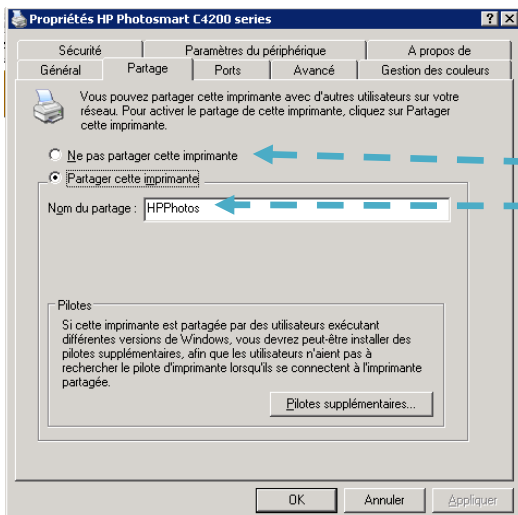 Propriétés HP Photosmart C4200 series
Sécurité Paramètres du périphérique A propos de
Général Partage Ports Avancé Gestion des couleurs
Vous pouvez partager cette imprimante avec d'autres utilisateurs sur votre
réseau. Pour activer le partage de cette imprimante, cliquez sur Partager
cette imprimante.
Ne pas partager cette imprimante
Partager cette imprimante
Nom du partage : HPPhotos
Pilotes
Si cette imprimante est partagée par des utilisateurs exécutant
différentes versions de Windows, vous devrez peut-être installer des
pilotes supplémentaires, afin que les utilisateurs n'aient pas à
rechercher le pilote d'imprimante lorsqu'ils se connectent à l'imprimante
partagée.
Pilotes supplémentaires...
OK Annuler Appliquer